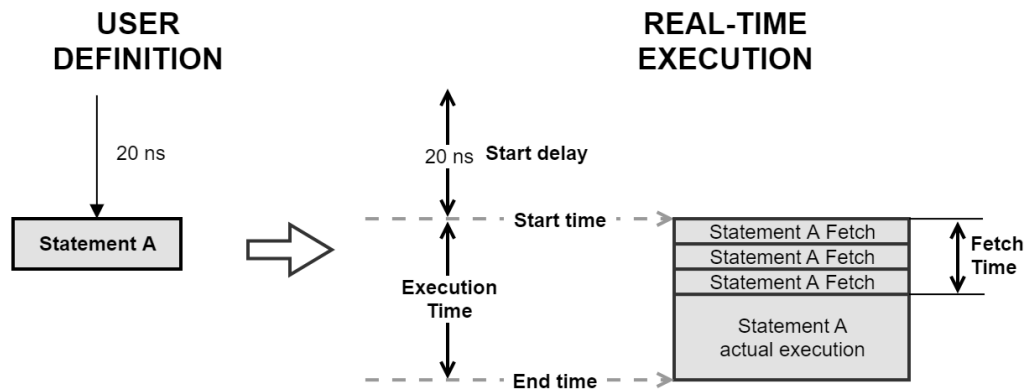 USER
DEFINITION
20 ns
Statement A
REAL-TIME
EXECUTION
20 ns Start delay
Start time
Execution
Time
End time
Statement A Fetch
Statement A Fetch
Statement A Fetch
Statement A
actual execution
Fetch
Time